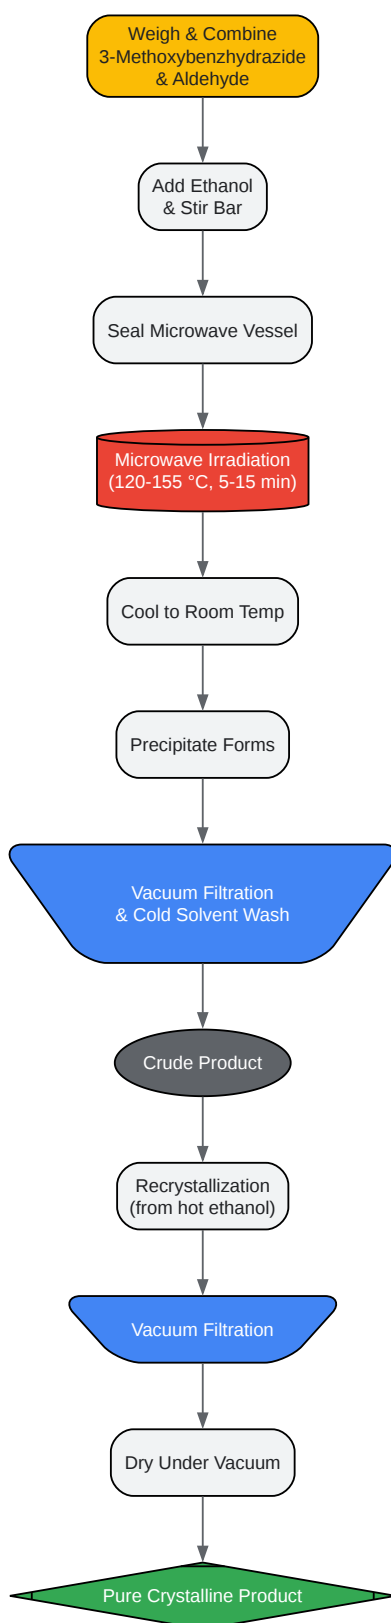 Weigh & Combine
3-Methoxybenzhydrazide
& Aldehyde
Add Ethanol
& Stir Bar
Seal Microwave Vessel
Microwave Irradiation
(120-155 °C, 5-15 min)
Cool to Room Temp
Precipitate Forms
Vacuum Filtration
& Cold Solvent Wash
Crude Product
Recrystallization
(from hot ethanol)
Vacuum Filtration
Dry Under Vacuum
Pure Crystalline Product